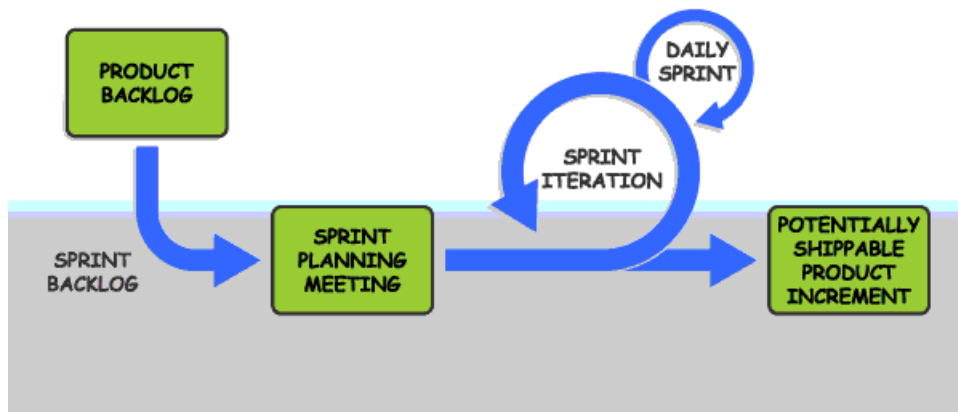 PRODUCT
BACKLOG
DAILY
SPRINT
SPRINT
ITERATION
SPRINT
BACKLOG
SPRINT
PLANNING
MEETING
POTENTIALLY
SHIPPABLE
PRODUCT
INCREMENT